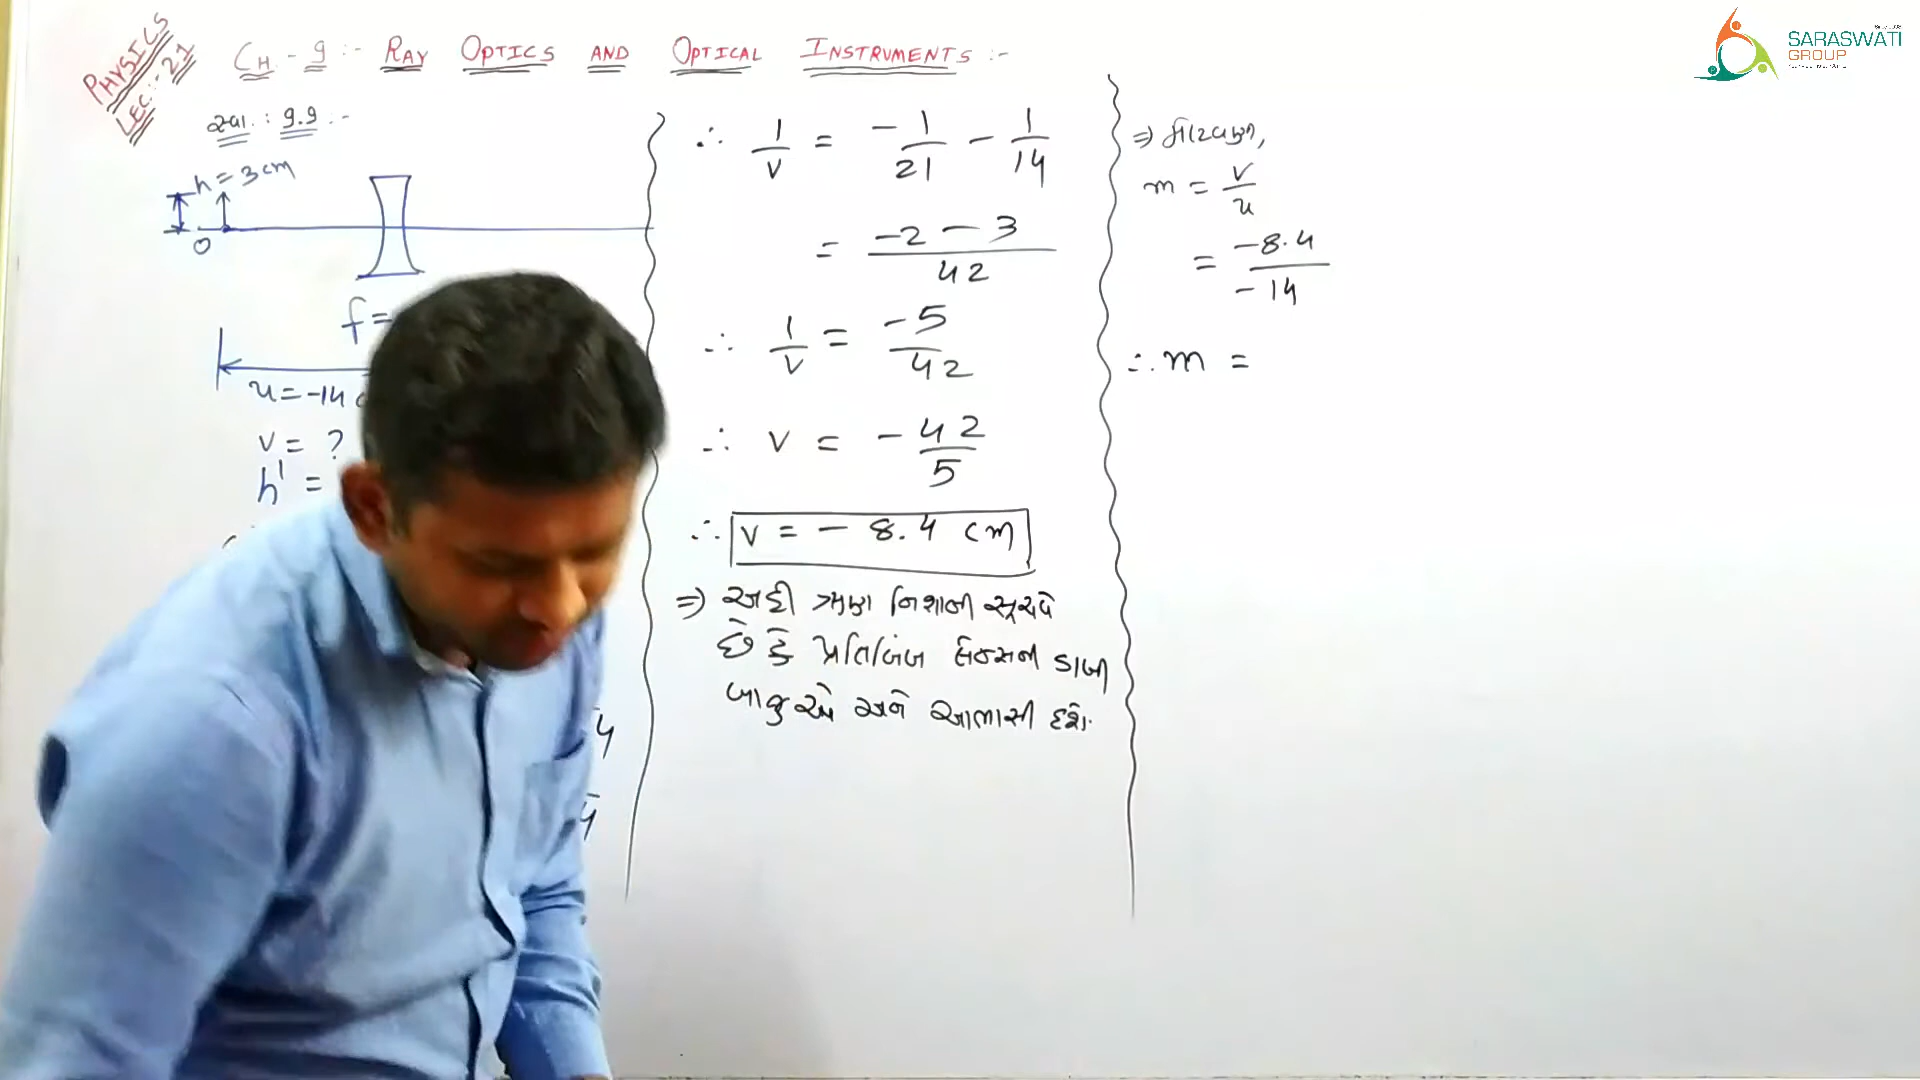 PHYSICS
LEC:-21
CH.-9:- RAY OPTICS AND OPTICAL INSTRUMENTS:-
SARASWATI
GROUP
સ્વા.: 9.9.-
h = 3cm
O
f =
u = -14
v = ?
h' =
∴ 1/v = -1/21 - 1/14
= -2 - 3/42
∴ 1/v = -5/42
∴ v = -42/5
∴ v = - 8.4 cm
⇒ અહી ઋણ નિશાની સૂચવે
છે કે પ્રતિબિંબ લેન્સની ડાબી
બાજુએ અને આભાસી હશે.
⇒ મોટવણી,
m = v/u
= -8.4/-14
∴ m =